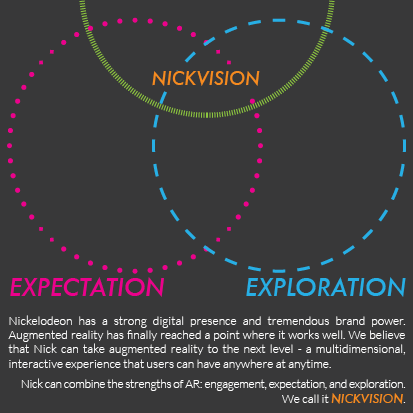 NICKVISION
EXPECTATION EXPLORATION
Nickelodeon has a strong digital presence and tremendous brand power.
Augmented reality has finally reached a point where it works well. We believe
that Nick can take augmented reality to the next level - a multidimensional,
interactive experience that users can have anywhere at anytime.
Nick can combine the strengths of AR: engagement, expectation, and exploration.
We call it NICKVISION.